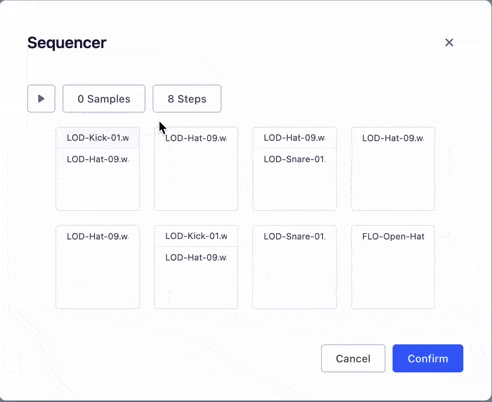 Sequencer
0 Samples
8 Steps
LOD-Kick-01.w
LOD-Hat-09.w
LOD-Hat-09.w
LOD-Hat-09.w
LOD-Snare-01.
LOD-Hat-09.w
LOD-Hat-09.w
LOD-Kick-01.w
LOD-Hat-09.w
LOD-Snare-01.
FLO-Open-Hat
Cancel
Confirm